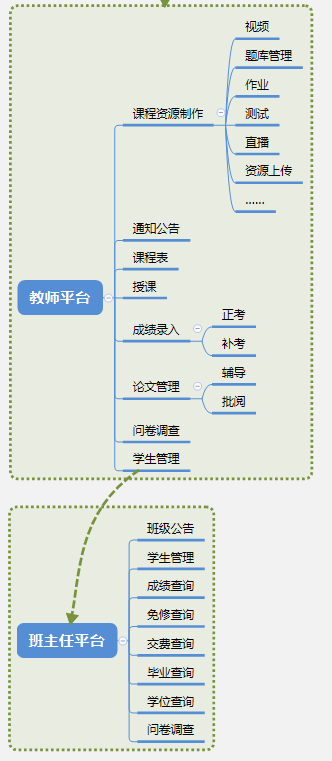 教师平台
课程资源制作
视频
题库管理
作业
测试
直播
资源上传
......
通知公告
课程表
授课
成绩录入
正考
补考
论文管理
辅导
批阅
问卷调查
学生管理
班主任平台
班级公告
学生管理
成绩查询
免修查询
交费查询
毕业查询
学位查询
问卷调查